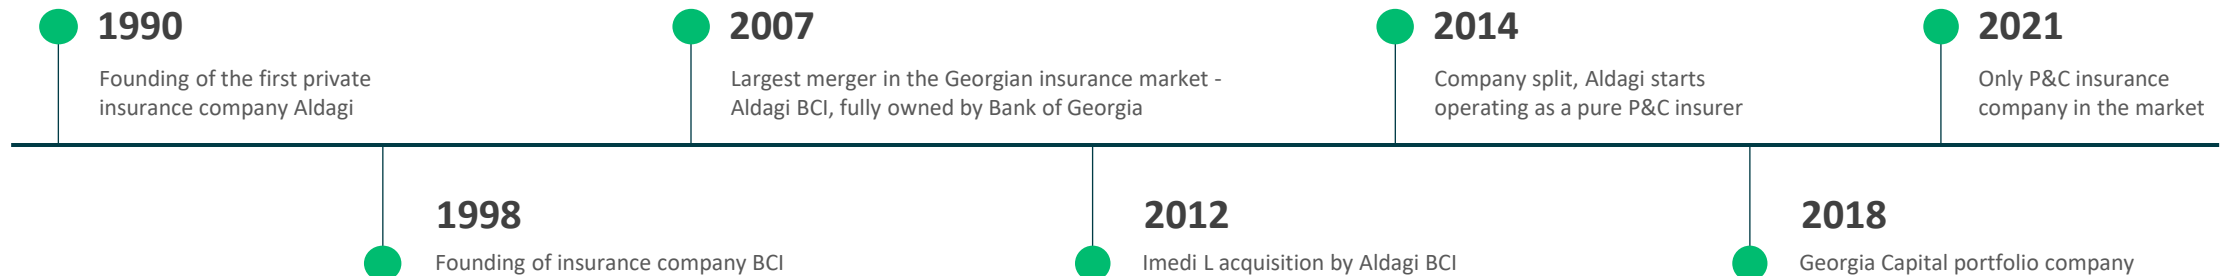 1990
Founding of the first private
insurance company Aldagi
2007
Largest merger in the Georgian insurance market -
Aldagi BCI, fully owned by Bank of Georgia
2014
Company split, Aldagi starts
operating as a pure P&C insurer
2021
Only P&C insurance
company in the market
1998
Founding of insurance company BCI
2012
Imedi L acquisition by Aldagi BCI
2018
Georgia Capital portfolio company